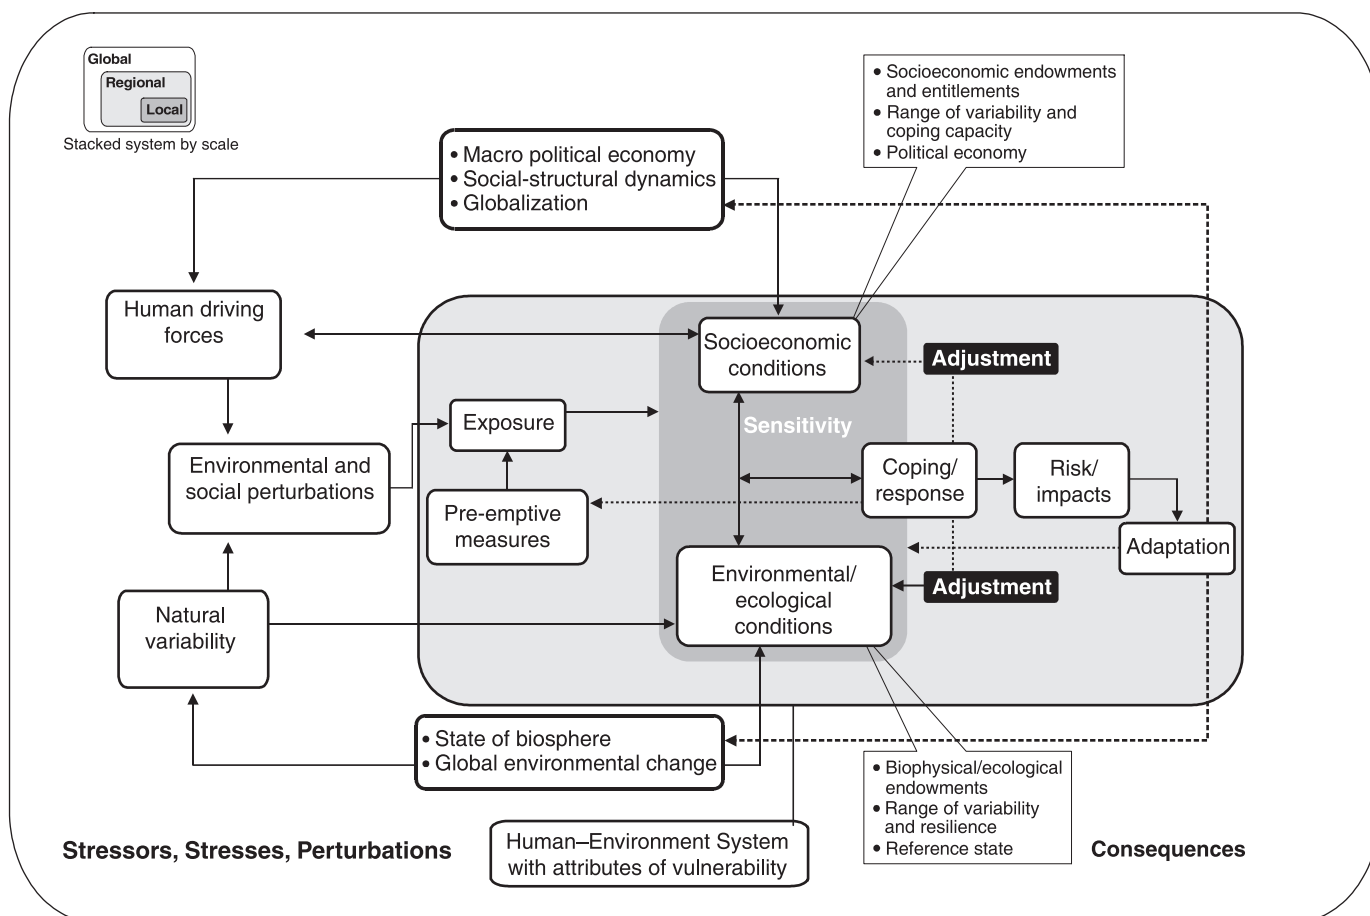 Global
Regional
Local
Stacked system by scale
• Socioeconomic endowments
and entitlements
• Range of variability and
coping capacity
• Political economy
• Macro political economy
• Social-structural dynamics
• Globalization
Human driving
forces
Socioeconomic
conditions
Adjustment
Exposure
Sensitivity
Environmental and
social perturbations
Coping/
response
Risk/
impacts
Pre-emptive
measures
Adaptation
Environmental/
ecological
conditions
Adjustment
Natural
variability
• State of biosphere
• Global environmental change
• Biophysical/ecological
endowments
• Range of variability
and resilience
• Reference state
Stressors, Stresses, Perturbations
Human–Environment System
with attributes of vulnerability
Consequences